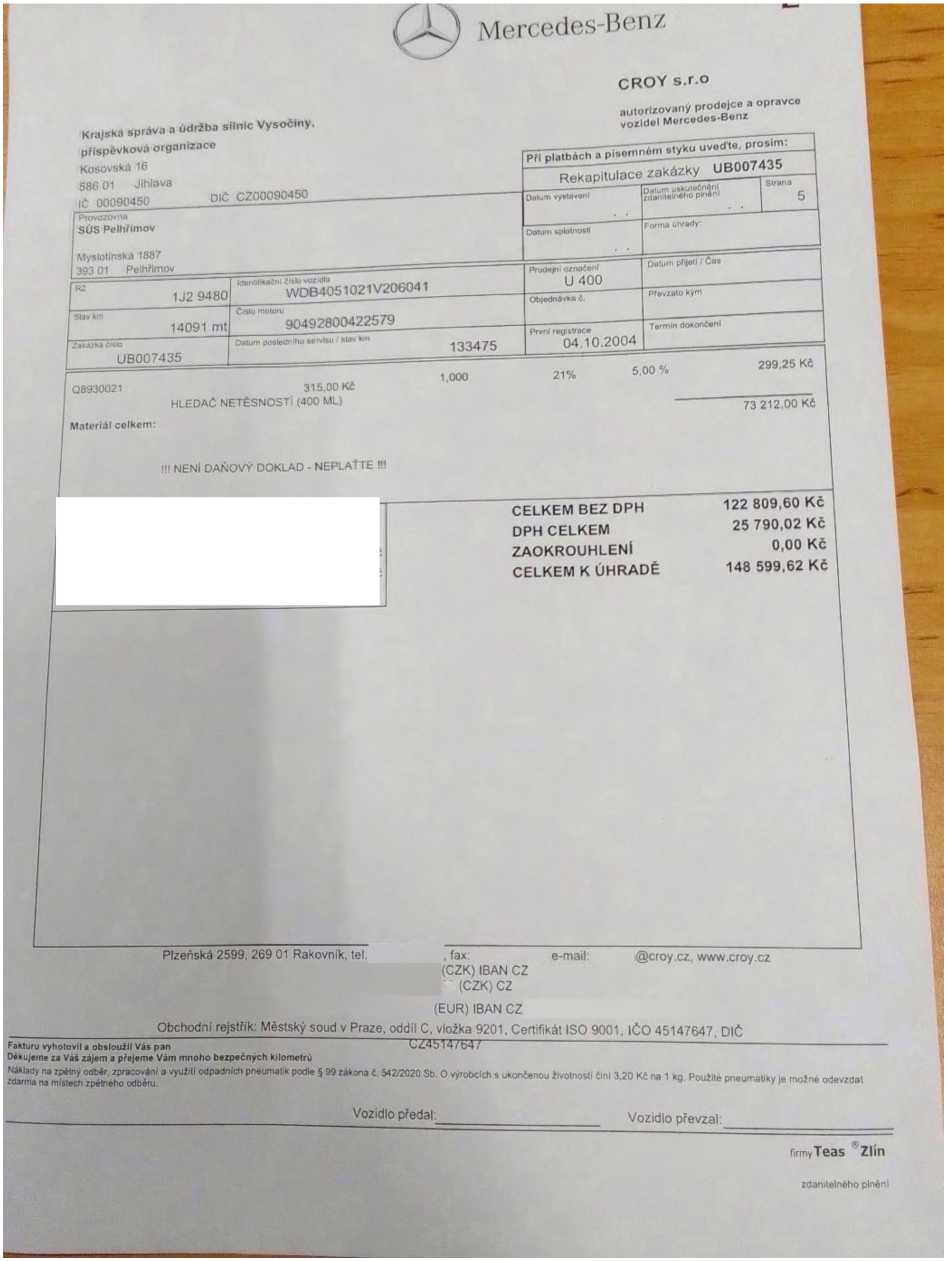 Mercedes-Benz
CROY s.r.o
autorizovaný prodejce a opravce
vozidel Mercedes-Benz
Krajská správa a údržba silnic Vysočiny,
příspěvková organizace
Kosovská 16
586 01 Jihlava
IČ 00090450 DIČ CZ00090450
Provozovna
SÚS Pelhřimov
Myslotínská 1887
393 01 Pelhřimov
Při platbách a písemném styku uveďte, prosím:
Rekapitulace zakázky UB007435
Datum vystavení . .
Datum uskutečnění
zdanitelného plnění . .
Strana
5
Datum splatnosti . .
Forma úhrady:
RZ
1J2 9480
Identifikační číslo vozidla
WDB4051021V206041
Prodejní označení
U 400
Datum přijetí / Čas
Stav km
14091 mt
Číslo motoru
90492800422579
Objednávka č.
Převzato kým
Zakázka číslo
UB007435
Datum posledního servisu / stav km
133475
První registrace
04.10.2004
Termín dokončení
Q8930021 315,00 Kč 1,000 21% 5,00 % 299,25 Kč
HLEDAČ NETĚSNOSTÍ (400 ML)
Materiál celkem: 73 212,00 Kč
!!! NENÍ DAŇOVÝ DOKLAD - NEPLAŤTE !!!
CELKEM BEZ DPH 122 809,60 Kč
DPH CELKEM 25 790,02 Kč
ZAOKROUHLENÍ 0,00 Kč
CELKEM K ÚHRADĚ 148 599,62 Kč
Plzeňská 2599, 269 01 Rakovník, tel. , fax: e-mail: @croy.cz, www.croy.cz
(CZK) IBAN CZ
(CZK) CZ
(EUR) IBAN CZ
Obchodní rejstřík: Městský soud v Praze, oddíl C, vložka 9201, Certifikát ISO 9001, IČO 45147647, DIČ
CZ45147647
Fakturu vyhotovil a obsloužil Vás pan
Děkujeme za Váš zájem a přejeme Vám mnoho bezpečných kilometrů
Náklady na zpětný odběr, zpracování a využití odpadních pneumatik podle § 99 zákona č. 542/2020 Sb. O výrobcích s ukončenou životností činí 3,20 Kč na 1 kg. Použité pneumatiky je možné odevzdat
zdarma na místech zpětného odběru.
Vozidlo předal: Vozidlo převzal:
firmy Teas ® Zlín
zdanitelného plnění